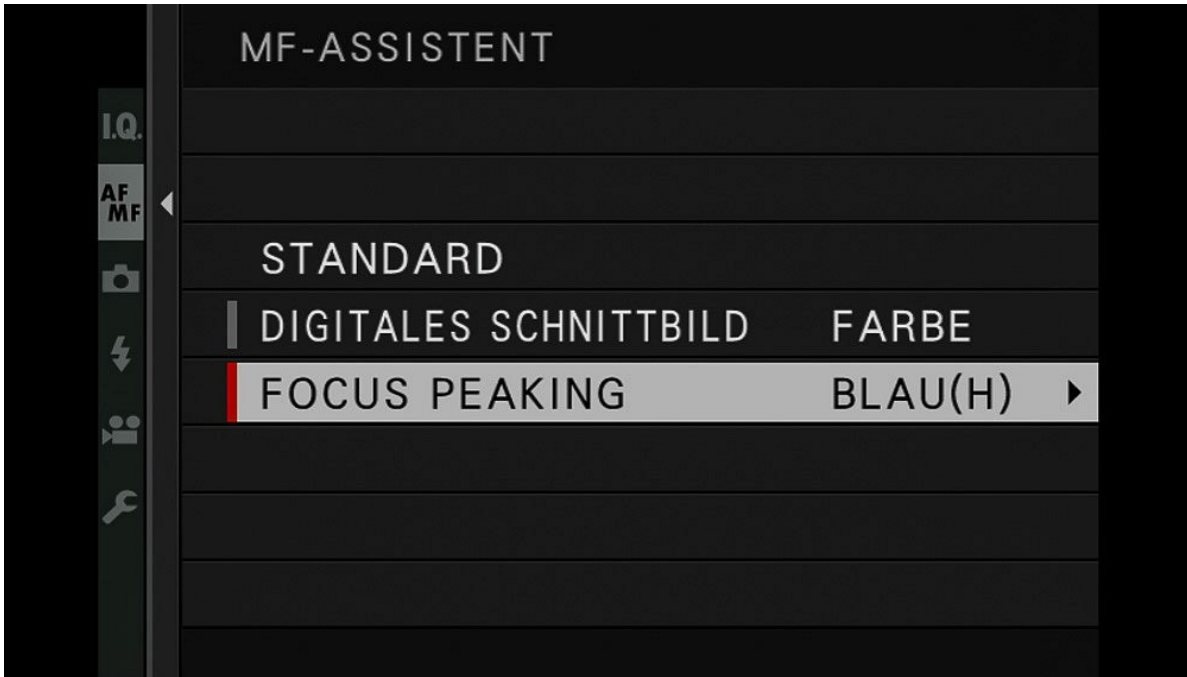 MF-ASSISTENT
I.Q.
AF
MF
STANDARD
DIGITALES SCHNITTBILD FARBE
FOCUS PEAKING BLAU(H)